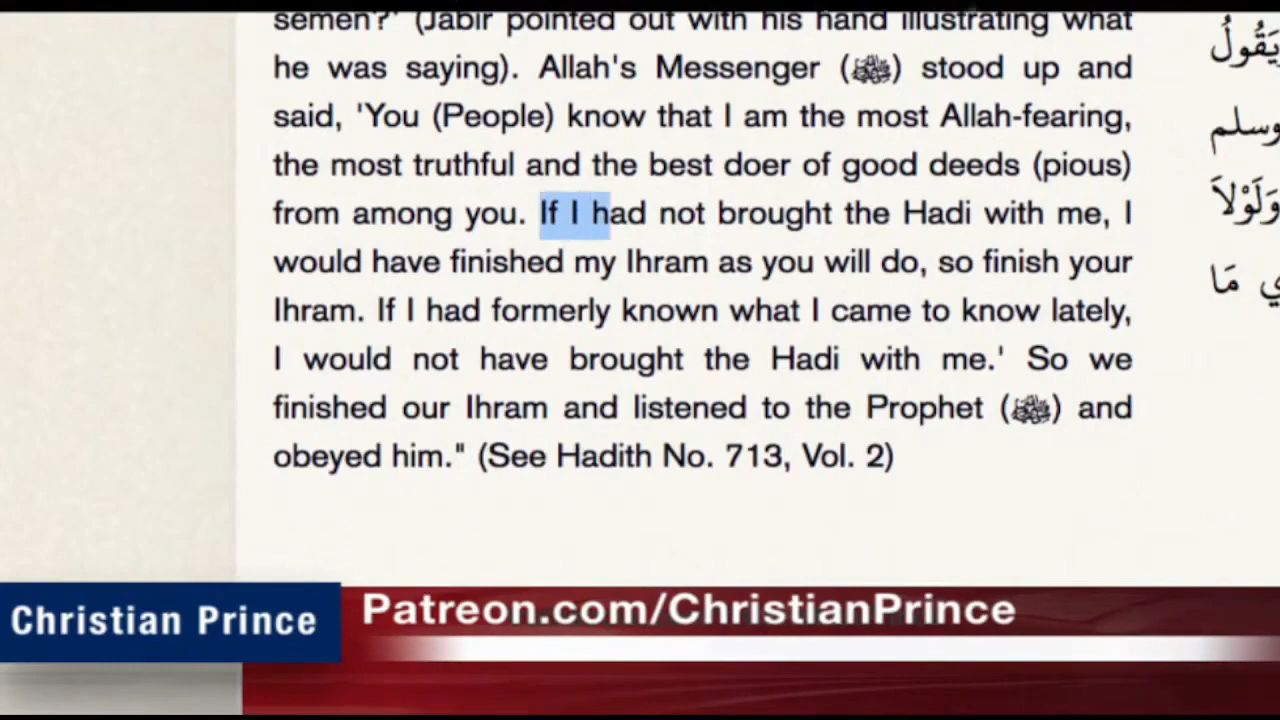 semen?' (Jabir pointed out with his hand illustrating what
he was saying). Allah's Messenger (ﷺ) stood up and
said, 'You (People) know that I am the most Allah-fearing,
the most truthful and the best doer of good deeds (pious)
from among you. If I had not brought the Hadi with me, I
would have finished my Ihram as you will do, so finish your
Ihram. If I had formerly known what I came to know lately,
I would not have brought the Hadi with me.' So we
finished our Ihram and listened to the Prophet (ﷺ) and
obeyed him." (See Hadith No. 713, Vol. 2)
يَقُولُ
وسلم
وَلَوْلاَ
مَا
Christian Prince
Patreon.com/ChristianPrince